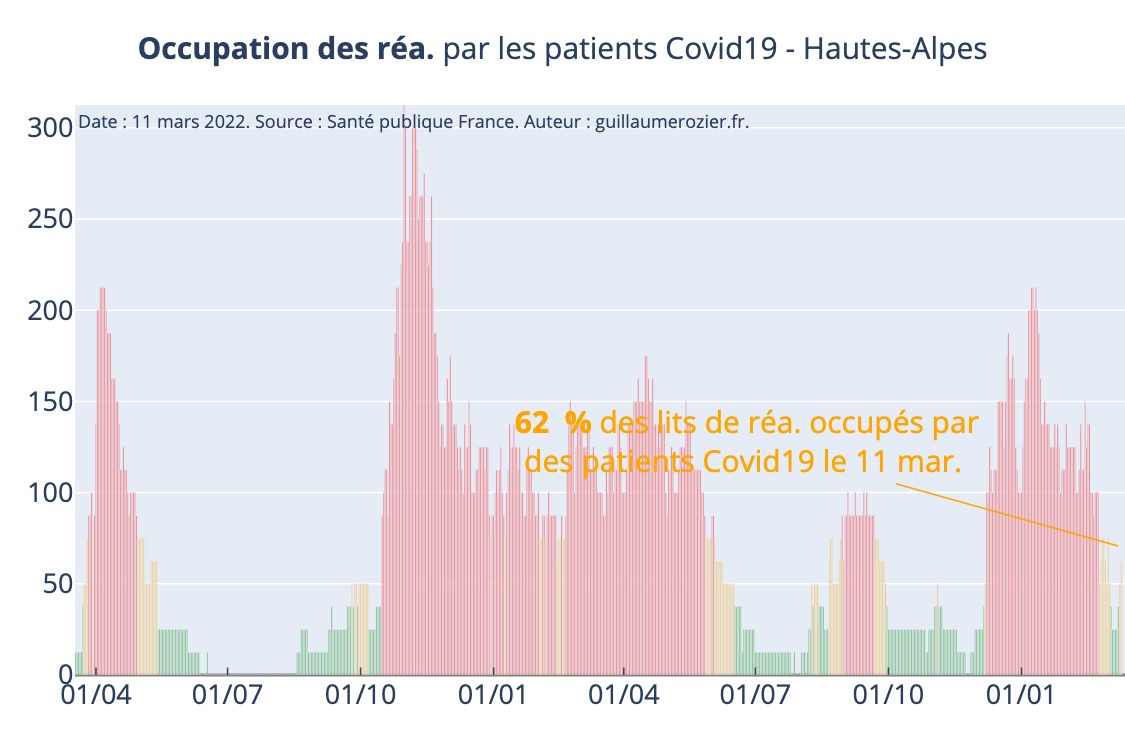 Occupation des réa. par les patients Covid19 - Hautes-Alpes
Date : 11 mars 2022. Source : Santé publique France. Auteur : guillaumerozier.fr.
300
250
200
150
100
50
0
62 % des lits de réa. occupés par
des patients Covid19 le 11 mar.
01/04 01/07 01/10 01/01 01/04 01/07 01/10 01/01